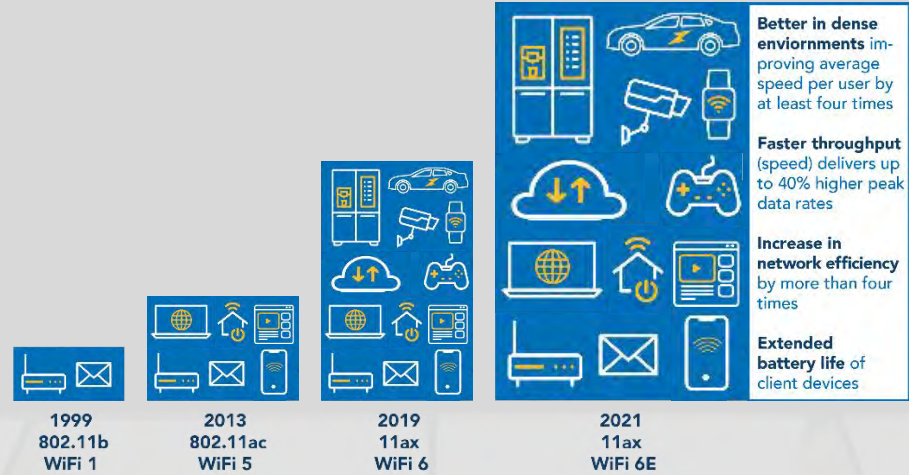 Better in dense
enviornments im-
proving average
speed per user by
at least four times
Faster throughput
(speed) delivers up
to 40% higher peak
data rates
Increase in
network efficiency
by more than four
times
Extended
battery life of
client devices
1999
802.11b
WiFi 1
2013
802.11ac
WiFi 5
2019
11ax
WiFi 6
2021
11ax
WiFi 6E